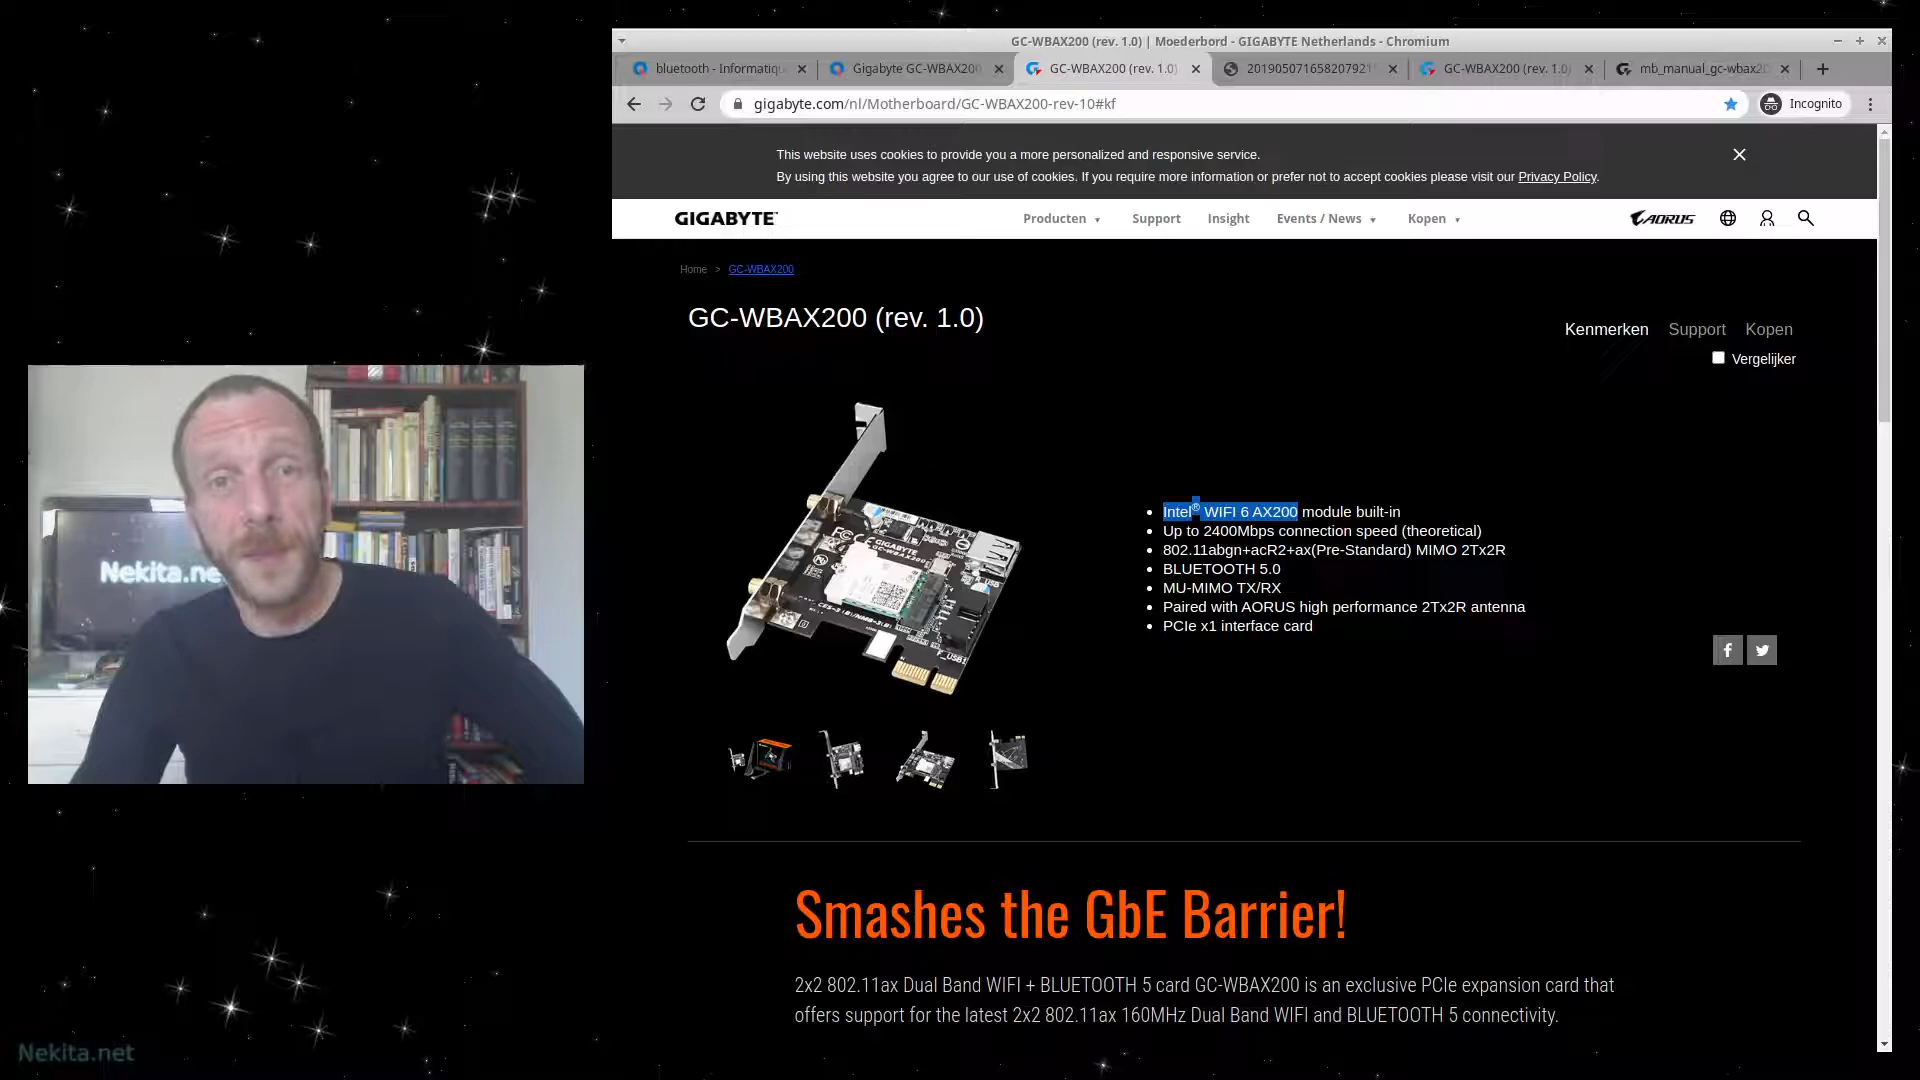 GC-WBAX200 (rev. 1.0) | Moederbord - GIGABYTE Netherlands - Chromium
bluetooth - Informatiqu
Gigabyte GC-WBAX200
GC-WBAX200 (rev. 1.0)
201905071658207921
GC-WBAX200 (rev. 1.0)
mb_manual_gc-wbax20
gigabyte.com/nl/Motherboard/GC-WBAX200-rev-10#kf
Incognito
This website uses cookies to provide you a more personalized and responsive service.
By using this website you agree to our use of cookies. If you require more information or prefer not to accept cookies please visit our Privacy Policy.
GIGABYTE™
Producten
Support
Insight
Events / News
Kopen
AORUS
Home > GC-WBAX200
GC-WBAX200 (rev. 1.0)
Kenmerken
Support
Kopen
Vergelijker
Intel® WIFI 6 AX200 module built-in
Up to 2400Mbps connection speed (theoretical)
802.11abgn+acR2+ax(Pre-Standard) MIMO 2Tx2R
BLUETOOTH 5.0
MU-MIMO TX/RX
Paired with AORUS high performance 2Tx2R antenna
PCIe x1 interface card
FCC
GIGABYTE
GC-WBAX200
F_USB1
Nekita.ne
Smashes the GbE Barrier!
2x2 802.11ax Dual Band WIFI + BLUETOOTH 5 card GC-WBAX200 is an exclusive PCIe expansion card that
offers support for the latest 2x2 802.11ax 160MHz Dual Band WIFI and BLUETOOTH 5 connectivity.
Nekita.net